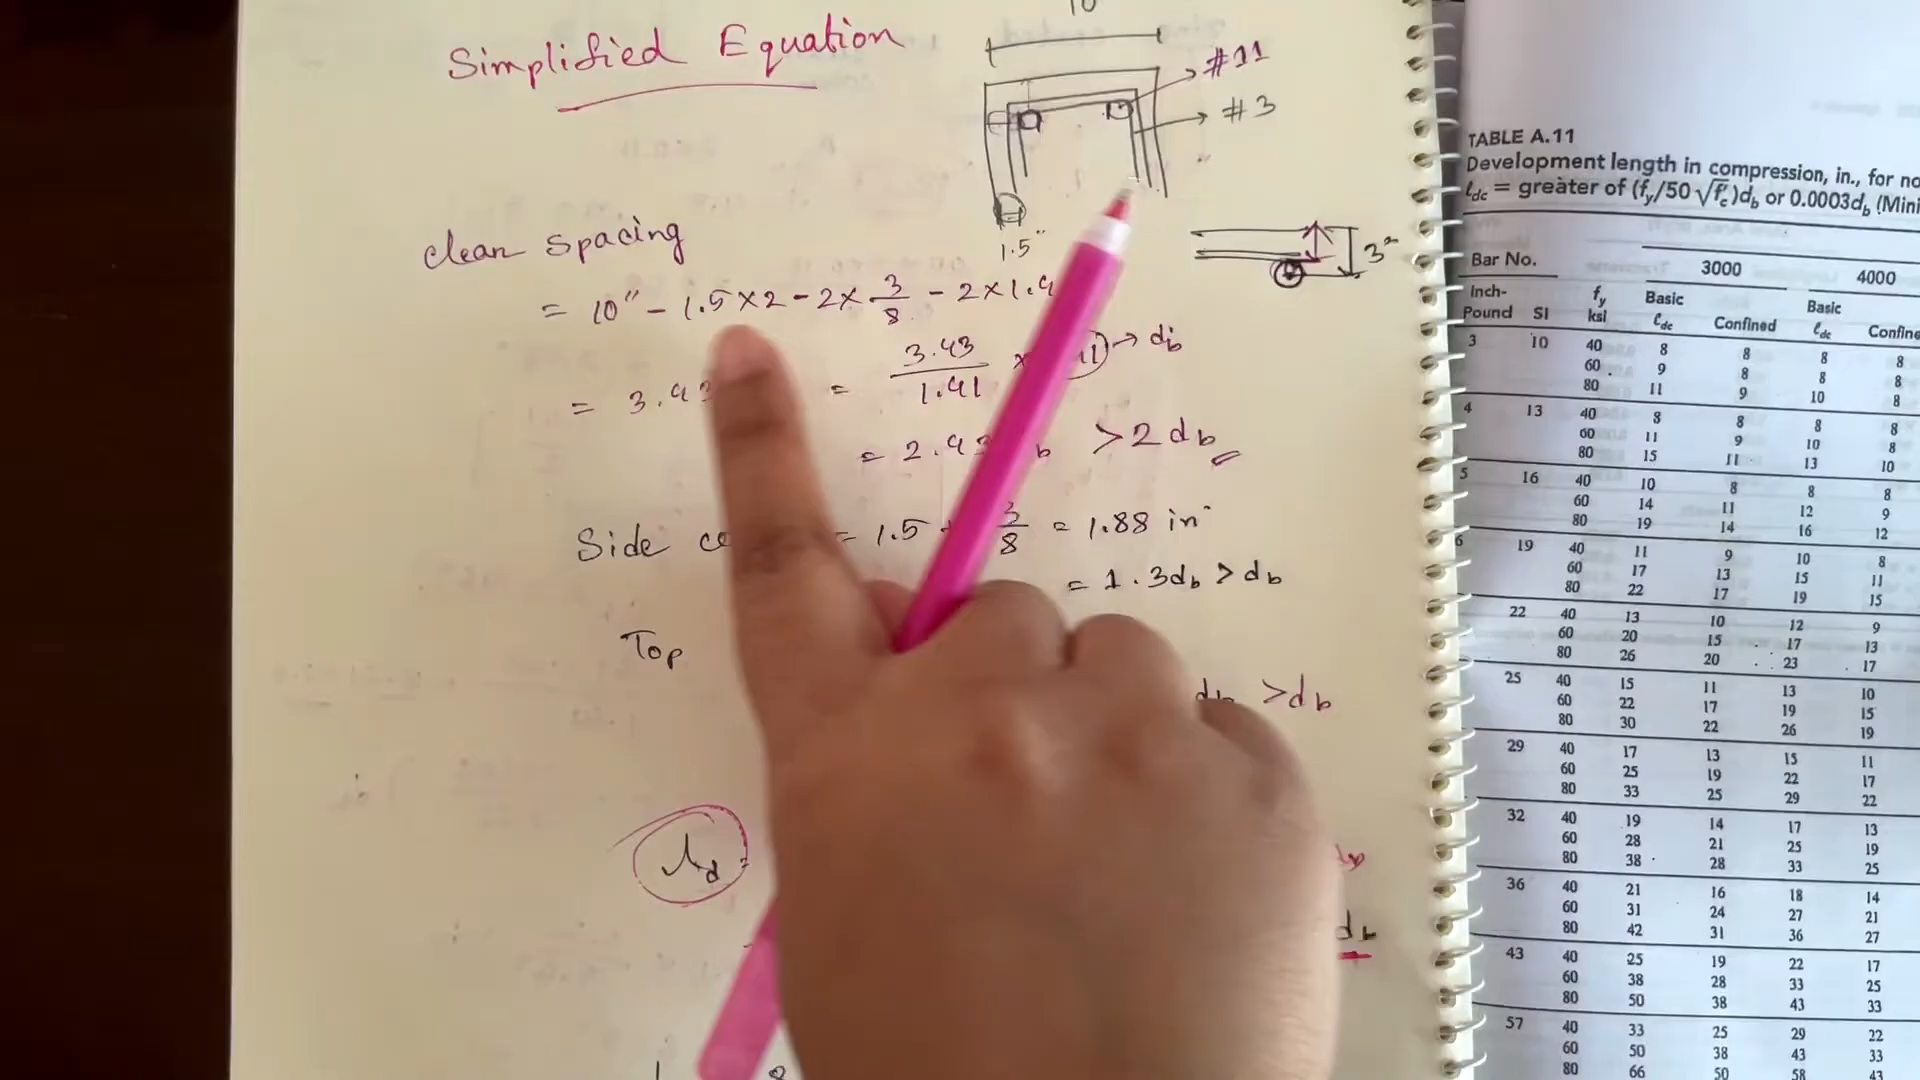 Simplified Equation
10
#11
#3
1.5"
3"
clear spacing
= 10" - 1.5 × 2 - 2 × 3/8 - 2 × 1.4
= 3.43
= 3.43/1.41 × → db
= 2.43 b > 2 db
Side = 1.5 + 3/8 = 1.88 in
= 1.3 db > db
Top
db > db
ld =
db
db
TABLE A.11
Development length in compression, in., for no
ℓdc = greater of (fy/50 √f'c)db or 0.0003db (Mini
3000 4000
Bar No.
Inch-Pound SI fy ksi Basic ℓdc Confined Basic ℓdc Confine
3 10 40 8 8 8 8
60 9 8 8 8
80 11 9 10 8
4 13 40 8 8 8 8
60 11 9 10 8
80 15 11 13 10
5 16 40 10 8 8 8
60 14 11 12 9
80 19 14 16 12
6 19 40 11 9 10 8
60 17 13 15 11
80 22 17 19 15
22 40 13 10 12 9
60 20 15 17 13
80 26 20 23 17
25 40 15 11 13 10
60 22 17 19 15
80 30 22 26 19
29 40 17 13 15 11
60 25 19 22 17
80 33 25 29 22
32 40 19 14 17 13
60 28 21 25 19
80 38 28 33 25
36 40 21 16 18 14
60 31 24 27 21
80 42 31 36 27
43 40 25 19 22 17
60 38 28 33 25
80 50 38 43 33
57 40 33 25 29 22
60 50 38 43 33
80 66 50 58 43